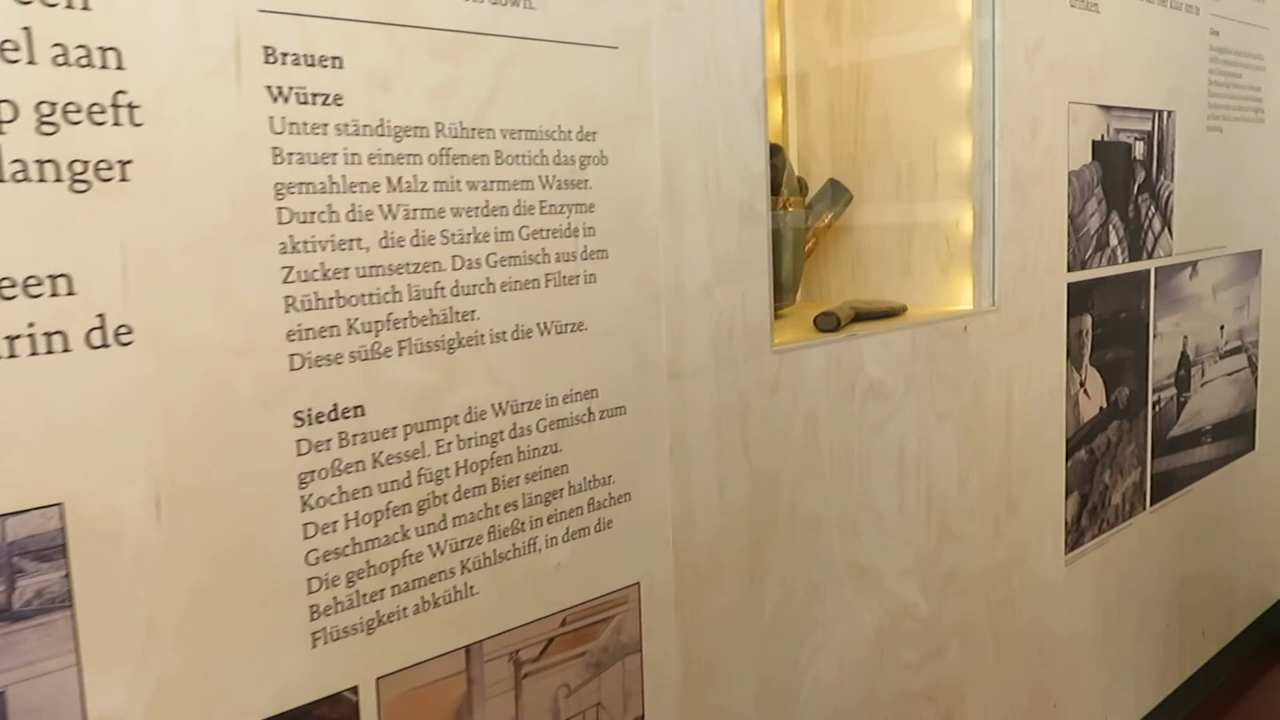 el aan
p geeft
langer
een
rin de
down.
Brauen
Würze
Unter ständigem Rühren vermischt der
Brauer in einem offenen Bottich das grob
gemahlene Malz mit warmem Wasser.
Durch die Wärme werden die Enzyme
aktiviert, die die Stärke im Getreide in
Zucker umsetzen. Das Gemisch aus dem
Rührbottich läuft durch einen Filter in
einen Kupferbehälter.
Diese süße Flüssigkeit ist die Würze.
Sieden
Der Brauer pumpt die Würze in einen
großen Kessel. Er bringt das Gemisch zum
Kochen und fügt Hopfen hinzu.
Der Hopfen gibt dem Bier seinen
Geschmack und macht es länger haltbar.
Die gehopfte Würze fließt in einen flachen
Behälter namens Kühlschiff, in dem die
Flüssigkeit abkühlt.
drinken.